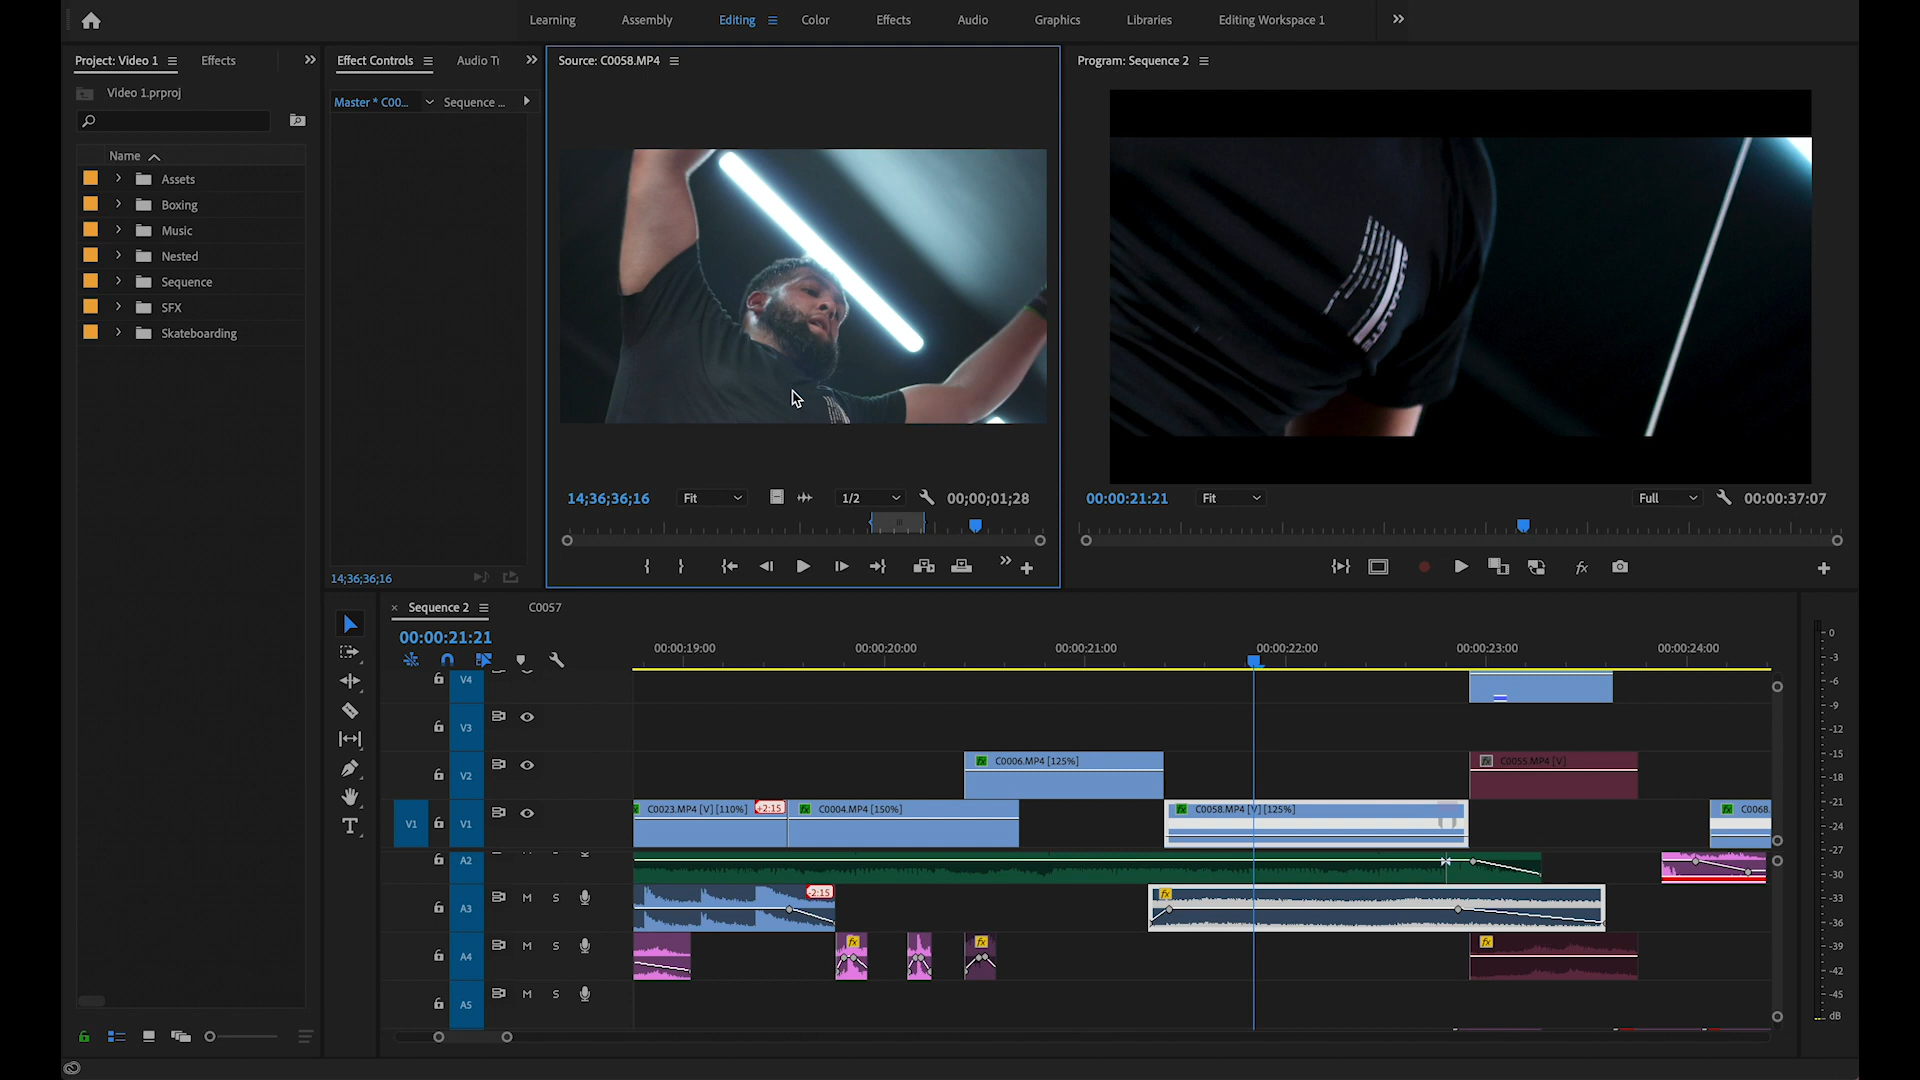 Learning
Assembly
Editing
Color
Effects
Audio
Graphics
Libraries
Editing Workspace 1
Project: Video 1
Effects
Effect Controls
Audio Tr
Source: C0058.MP4
Program: Sequence 2
Video 1.prproj
Master * C00...
Sequence ...
Name
Assets
Boxing
Music
Nested
Sequence
SFX
Skateboarding
14;36;36;16
Fit
1/2
00;00;01;28
00:00:21:21
Fit
Full
00:00:37:07
14;36;36;16
Sequence 2
C0057
00:00:21:21
00:00:19:00
00:00:20:00
00:00:21:00
00:00:22:00
00:00:23:00
00:00:24:00
V4
V3
V2
C0006.MP4 [125%]
C0055.MP4 [V]
V1
V1
C0023.MP4 [V] [110%]
+2:15
C0004.MP4 [150%]
C0058.MP4 [V] [125%]
C0068.
A2
A3
M
S
-2:15
A4
M
S
A5
M
S
0
-3
-6
-9
-12
-15
-18
-21
-24
-27
-30
-33
-36
-39
-42
-45
dB